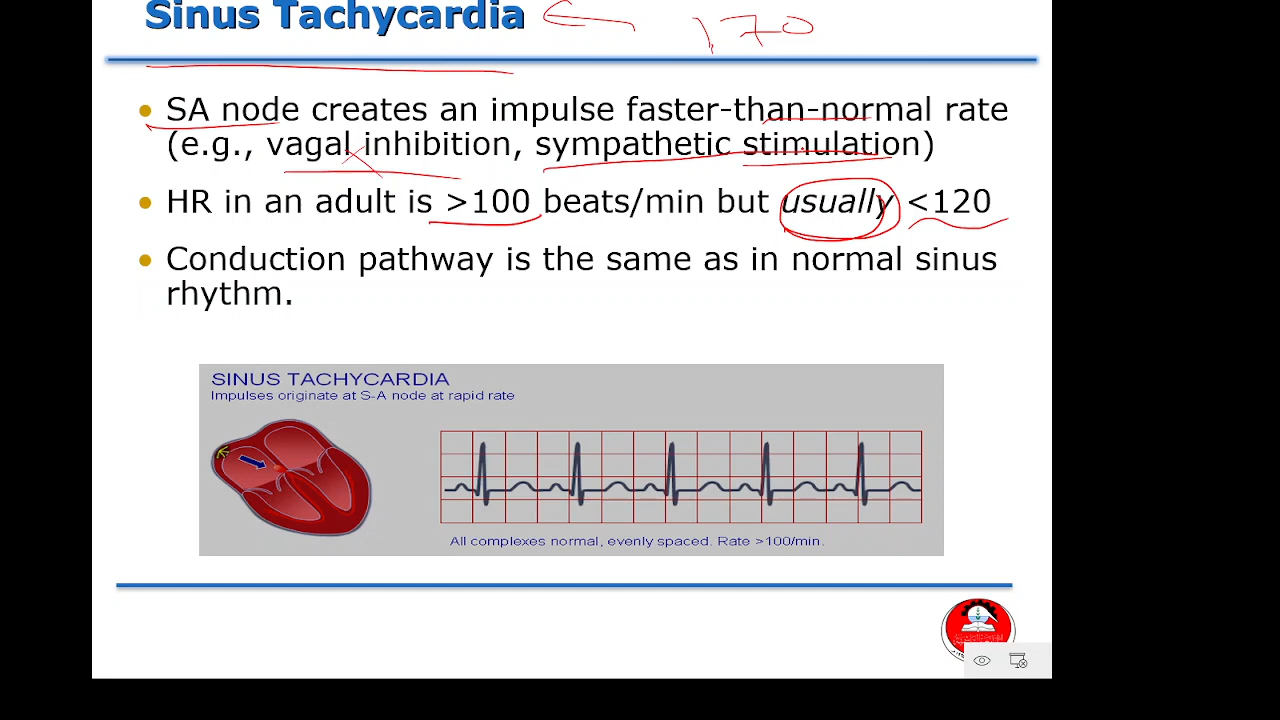 Sinus Tachycardia
170
• SA node creates an impulse faster-than-normal rate
(e.g., vagal inhibition, sympathetic stimulation)
• HR in an adult is >100 beats/min but usually <120
• Conduction pathway is the same as in normal sinus
rhythm.
SINUS TACHYCARDIA
Impulses originate at S-A node at rapid rate
All complexes normal, evenly spaced. Rate >100/min.